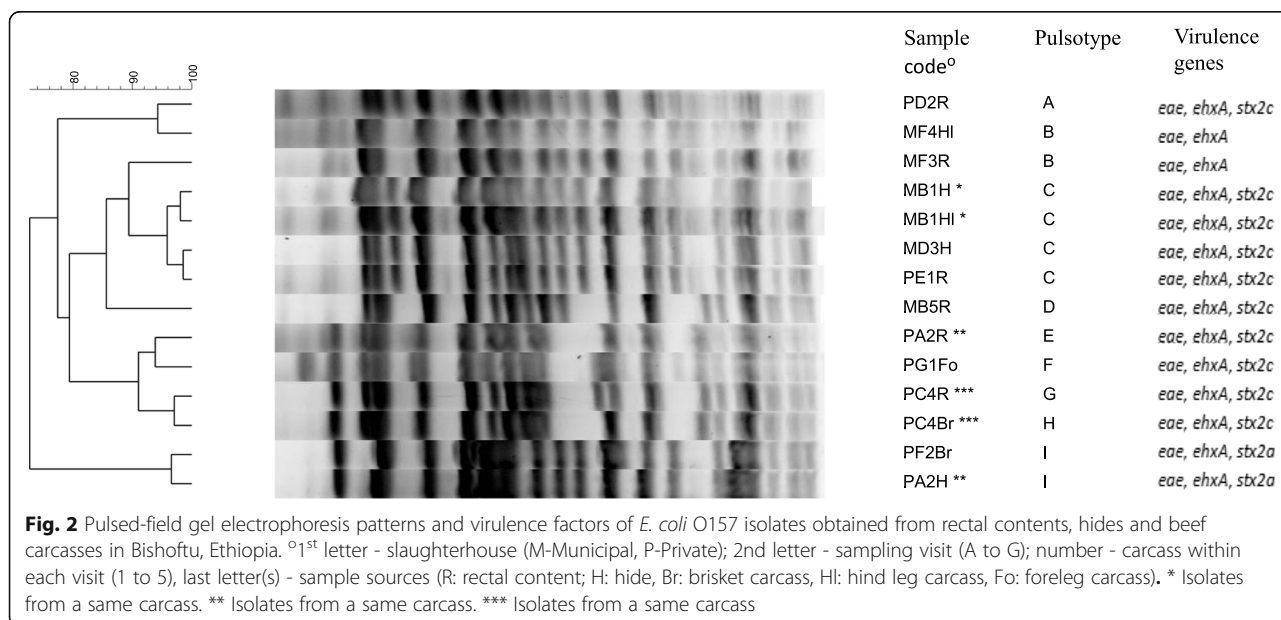 Sample Pulsotype Virulence
code° genes
80 90 100
PD2R A eae, ehxA, stx2c
MF4Hl B eae, ehxA
MF3R B eae, ehxA
MB1H * C eae, ehxA, stx2c
MB1Hl * C eae, ehxA, stx2c
MD3H C eae, ehxA, stx2c
PE1R C eae, ehxA, stx2c
MB5R D eae, ehxA, stx2c
PA2R ** E eae, ehxA, stx2c
PG1Fo F eae, ehxA, stx2c
PC4R *** G eae, ehxA, stx2c
PC4Br *** H eae, ehxA, stx2c
PF2Br I eae, ehxA, stx2a
PA2H ** I eae, ehxA, stx2a
Fig. 2 Pulsed-field gel electrophoresis patterns and virulence factors of E. coli O157 isolates obtained from rectal contents, hides and beef
carcasses in Bishoftu, Ethiopia. °1st letter - slaughterhouse (M-Municipal, P-Private); 2nd letter - sampling visit (A to G); number - carcass within
each visit (1 to 5), last letter(s) - sample sources (R: rectal content; H: hide, Br: brisket carcass, Hl: hind leg carcass, Fo: foreleg carcass). * Isolates
from a same carcass. ** Isolates from a same carcass. *** Isolates from a same carcass